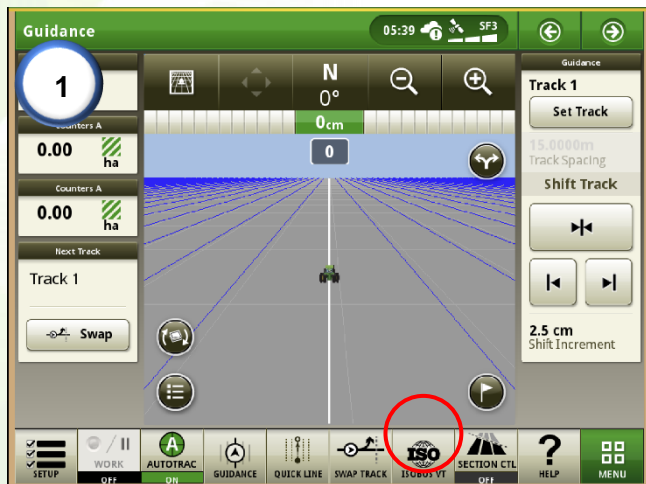 Guidance
05:39
SF3
1
Counters A
0.00
ha
Counters A
0.00
ha
Next Track
Track 1
Swap
N
0°
0cm
0
Guidance
Track 1
Set Track
15.0000m
Track Spacing
Shift Track
2.5 cm
Shift Increment
SETUP
WORK
OFF
A
AUTOTRAC
ON
GUIDANCE
QUICK LINE
SWAP TRACK
ISO
ISOBUS VT
SECTION CTL
OFF
?
HELP
MENU